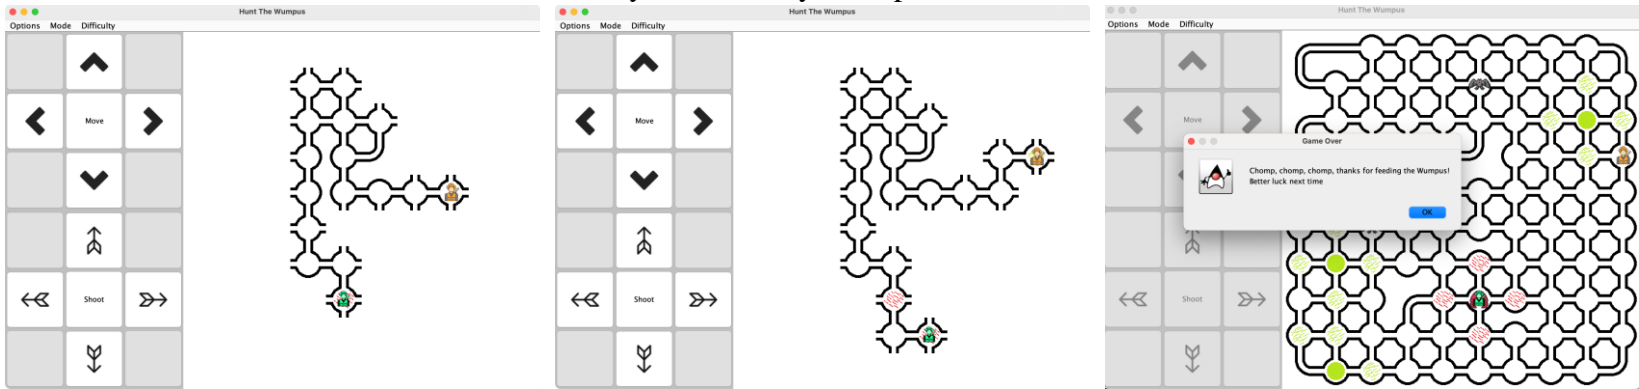 Hunt The Wumpus
Options Mode Difficulty
Move
Shoot
Hunt The Wumpus
Options Mode Difficulty
Move
Shoot
Hunt The Wumpus
Options Mode Difficulty
Move
Game Over
Chomp, chomp, chomp, thanks for feeding the Wumpus!
Better luck next time
OK
Shoot